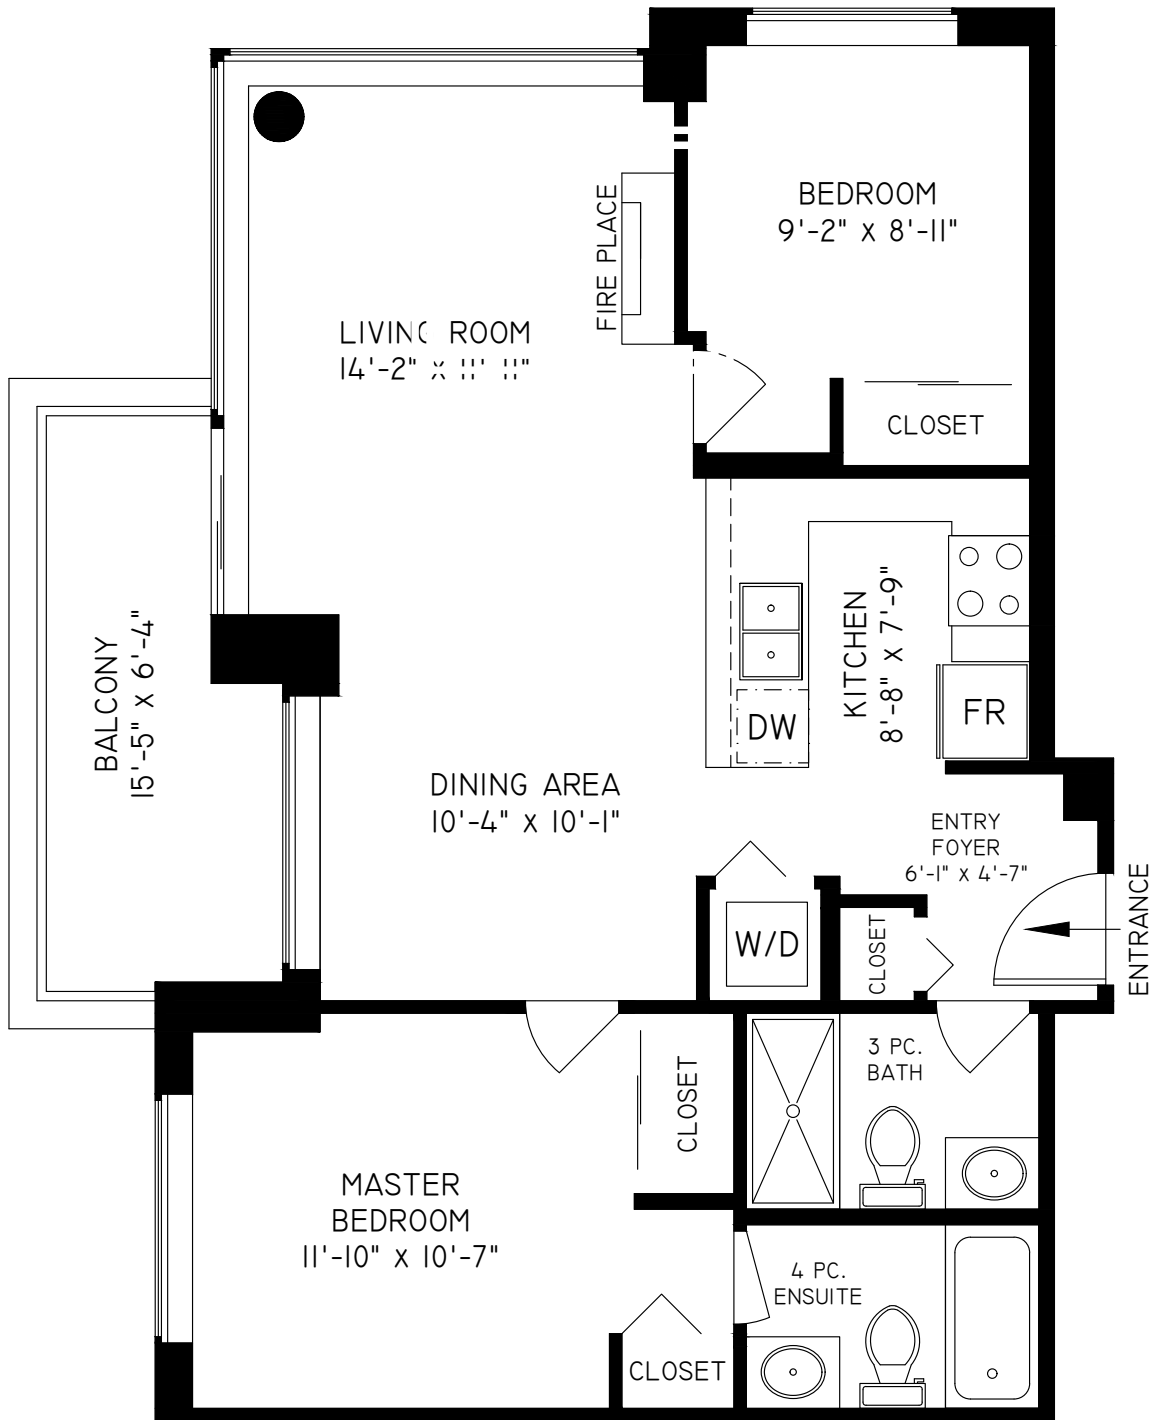 BEDROOM
9'-2" X 8'-11"
FIRE PLACE
LIVING ROOM
14'-2" X 11' 11"
CLOSET
BALCONY
15'-5" X 6'-4"
KITCHEN
8'-8" X 7'-9"
FR
DW
DINING AREA
10'-4" X 10'-1"
ENTRY
FOYER
6'-1" X 4'-7"
ENTRANCE
W/D
CLOSET
3 PC.
BATH
CLOSET
MASTER
BEDROOM
11'-10" X 10'-7"
4 PC.
ENSUITE
CLOSET